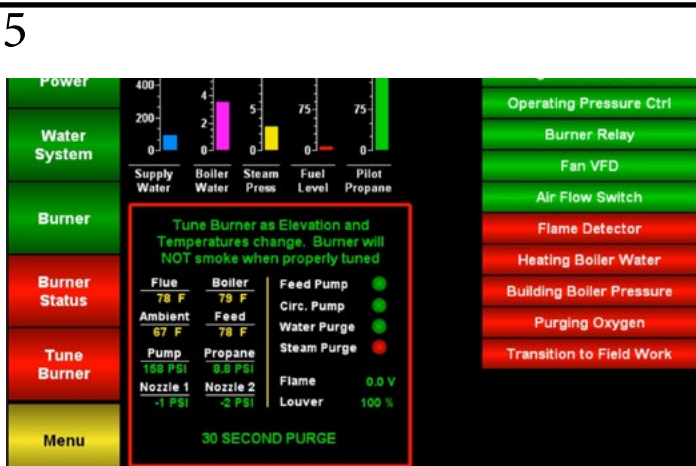 5
Power
Water
System
Burner
Burner
Status
Tune
Burner
Menu
400
200
0
4
2
0
5
0
75
0
75
0
Supply
Water
Boiler
Water
Steam
Press
Fuel
Level
Pilot
Propane
Tune Burner as Elevation and
Temperatures change. Burner will
NOT smoke when properly tuned
Flue Boiler
78 F 79 F
Ambient Feed
67 F 78 F
Pump Propane
158 PSI 8.8 PSI
Nozzle 1 Nozzle 2
-1 PSI -2 PSI
Feed Pump
Circ. Pump
Water Purge
Steam Purge
Flame 0.0 V
Louver 100 %
30 SECOND PURGE
Operating Pressure Ctrl
Burner Relay
Fan VFD
Air Flow Switch
Flame Detector
Heating Boiler Water
Building Boiler Pressure
Purging Oxygen
Transition to Field Work